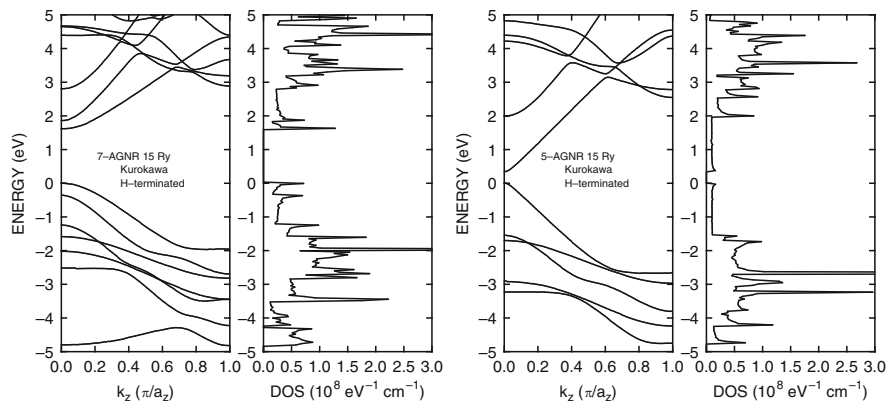 5
4
3
2
1
0
−1
−2
−3
−4
−5
ENERGY (eV)
7–AGNR 15 Ry
Kurokawa
H–terminated
0.0 0.2 0.4 0.6 0.8 1.0
k_z (π/a_z)
0.0 0.5 1.0 1.5 2.0 2.5 3.0
DOS (10⁸ eV⁻¹ cm⁻¹)
5
4
3
2
1
0
−1
−2
−3
−4
−5
ENERGY (eV)
5–AGNR 15 Ry
Kurokawa
H–terminated
0.0 0.2 0.4 0.6 0.8 1.0
k_z (π/a_z)
0.0 0.5 1.0 1.5 2.0 2.5 3.0
DOS (10⁸ eV⁻¹ cm⁻¹)